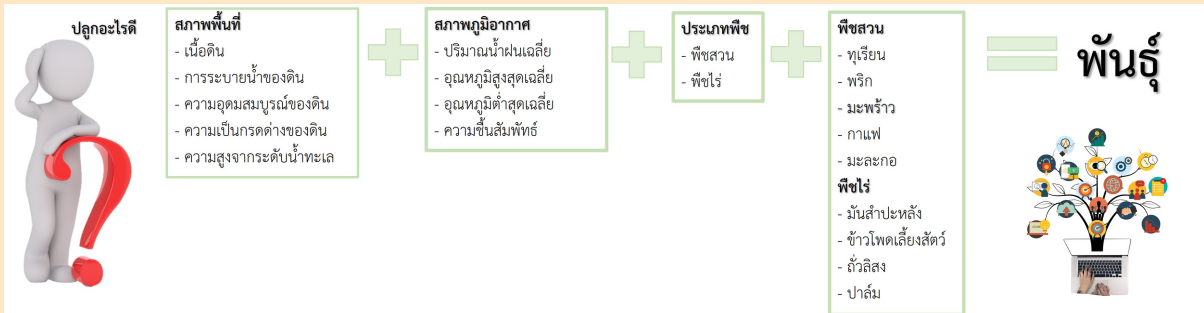 ปลูกอะไรดี
สภาพพื้นที่
- เนื้อดิน
- การระบายน้ำของดิน
- ความอุดมสมบูรณ์ของดิน
- ความเป็นกรดด่างของดิน
- ความสูงจากระดับน้ำทะเล
สภาพภูมิอากาศ
- ปริมาณน้ำฝนเฉลี่ย
- อุณหภูมิสูงสุดเฉลี่ย
- อุณหภูมิต่ำสุดเฉลี่ย
- ความชื้นสัมพัทธ์
ประเภทพืช
- พืชสวน
- พืชไร่
พืชสวน
- ทุเรียน
- พริก
- มะพร้าว
- กาแฟ
- มะละกอ
พืชไร่
- มันสำปะหลัง
- ข้าวโพดเลี้ยงสัตว์
- ถั่วลิสง
- ปาล์ม
พันธุ์